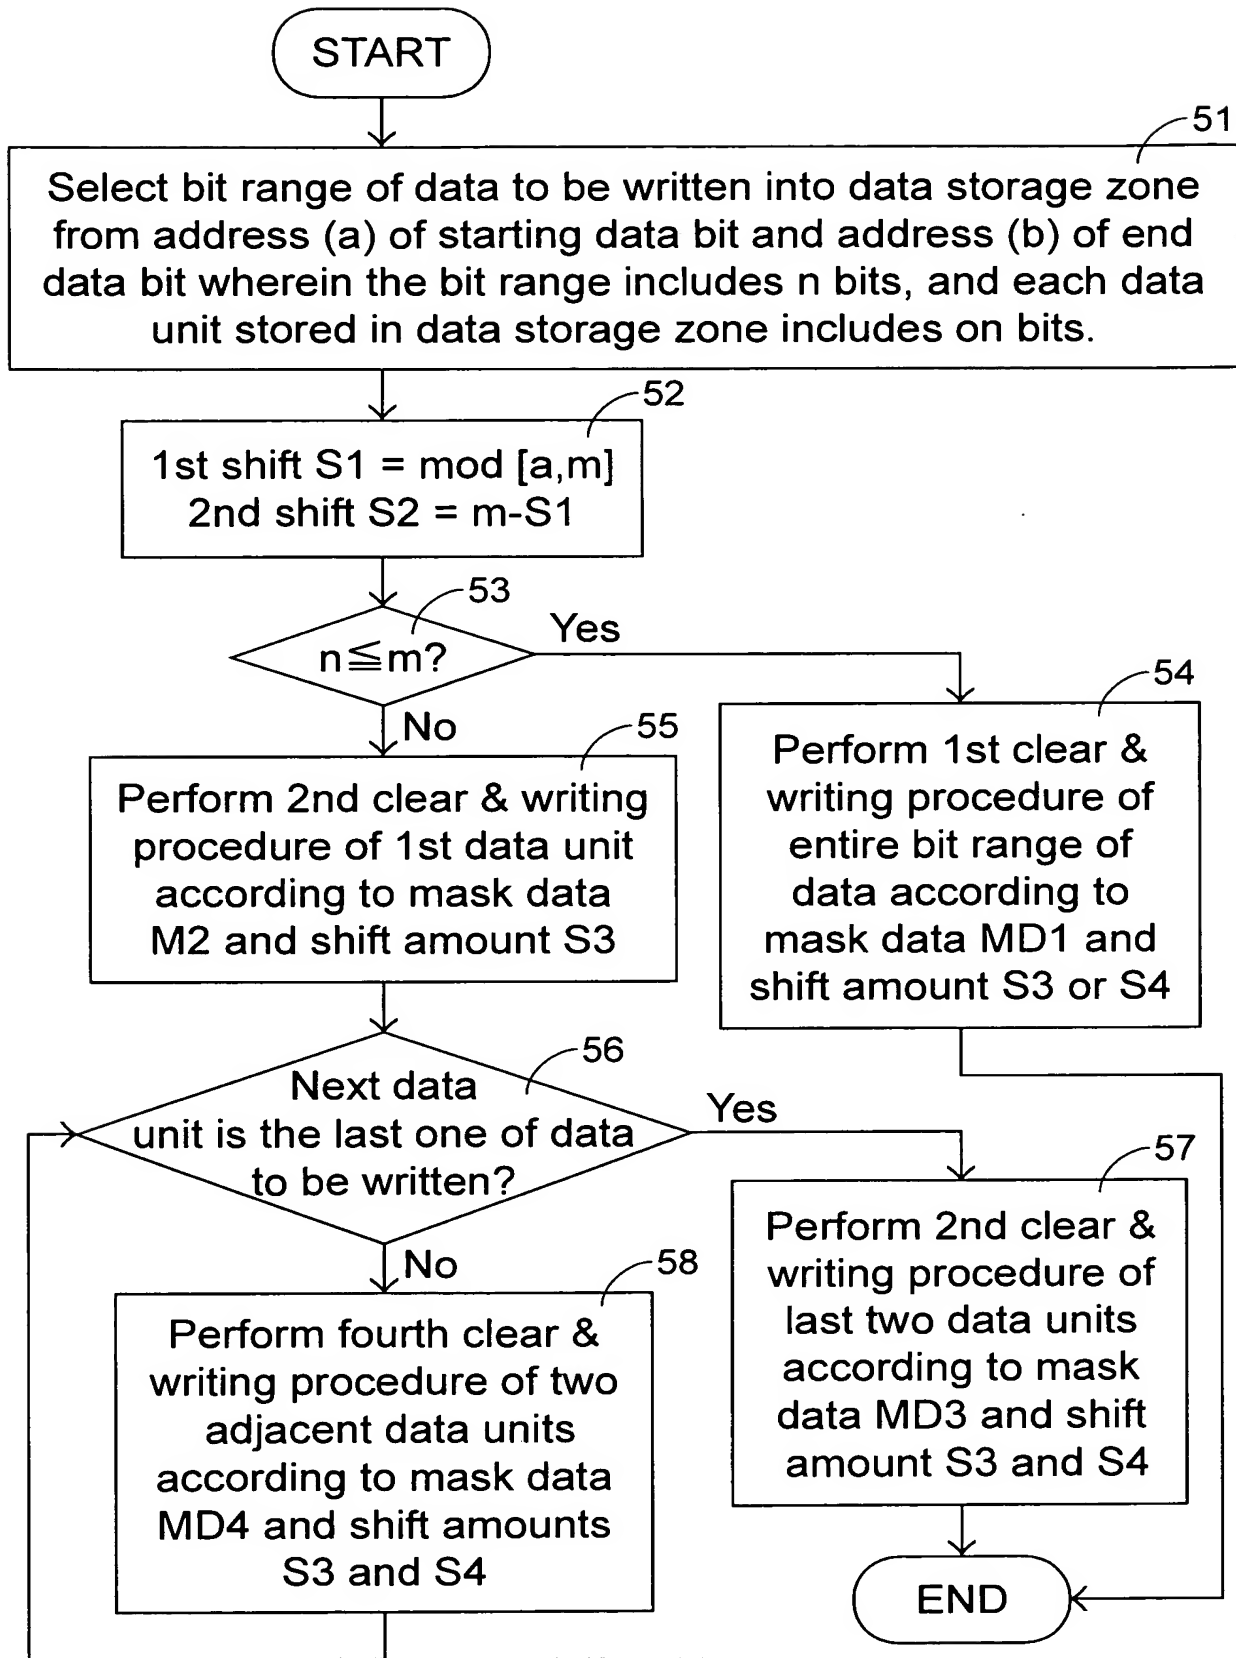 START
51
Select bit range of data to be written into data storage zone
from address (a) of starting data bit and address (b) of end
data bit wherein the bit range includes n bits, and each data
unit stored in data storage zone includes on bits.
52
1st shift S1 = mod [a,m]
2nd shift S2 = m-S1
53
n≦m?
Yes
No
54
Perform 1st clear &
writing procedure of
entire bit range of
data according to
mask data MD1 and
shift amount S3 or S4
55
Perform 2nd clear & writing
procedure of 1st data unit
according to mask data
M2 and shift amount S3
56
Next data
unit is the last one of data
to be written?
Yes
No
57
Perform 2nd clear &
writing procedure of
last two data units
according to mask
data MD3 and shift
amount S3 and S4
58
Perform fourth clear &
writing procedure of two
adjacent data units
according to mask data
MD4 and shift amounts
S3 and S4
END